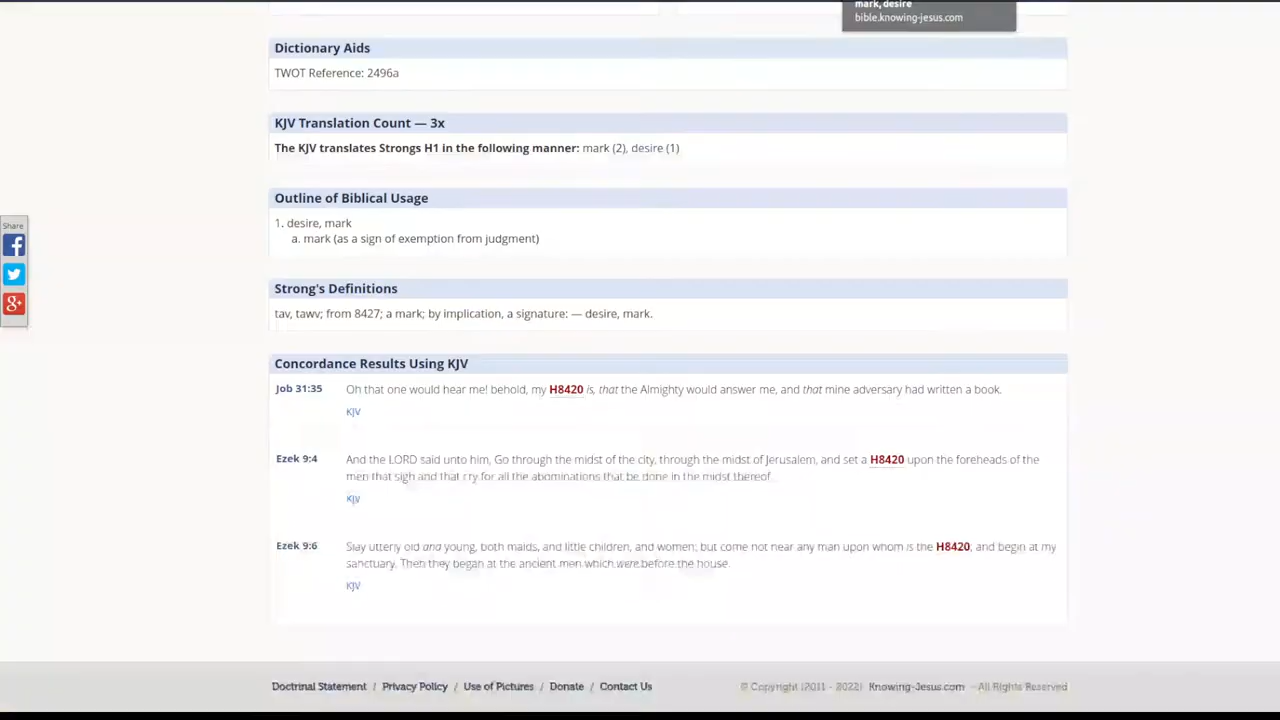 mark, desire
bible.knowing-jesus.com
Dictionary Aids
TWOT Reference: 2496a
KJV Translation Count — 3x
The KJV translates Strongs H1 in the following manner: mark (2), desire (1)
Outline of Biblical Usage
1. desire, mark
a. mark (as a sign of exemption from judgment)
Share
Strong's Definitions
tav, tawv; from 8427; a mark; by implication, a signature: — desire, mark.
Concordance Results Using KJV
Job 31:35 Oh that one would hear me! behold, my H8420 is, that the Almighty would answer me, and that mine adversary had written a book.
KJV
Ezek 9:4 And the LORD said unto him, Go through the midst of the city, through the midst of Jerusalem, and set a H8420 upon the foreheads of the
men that sigh and that cry for all the abominations that be done in the midst thereof.
KJV
Ezek 9:6 Slay utterly old and young, both maids, and little children, and women; but come not near any man upon whom is the H8420; and begin at my
sanctuary. Then they began at the ancient men which were before the house.
KJV
Doctrinal Statement / Privacy Policy / Use of Pictures / Donate / Contact Us
© Copyright (2011 - 2022) Knowing-Jesus.com - All Rights Reserved